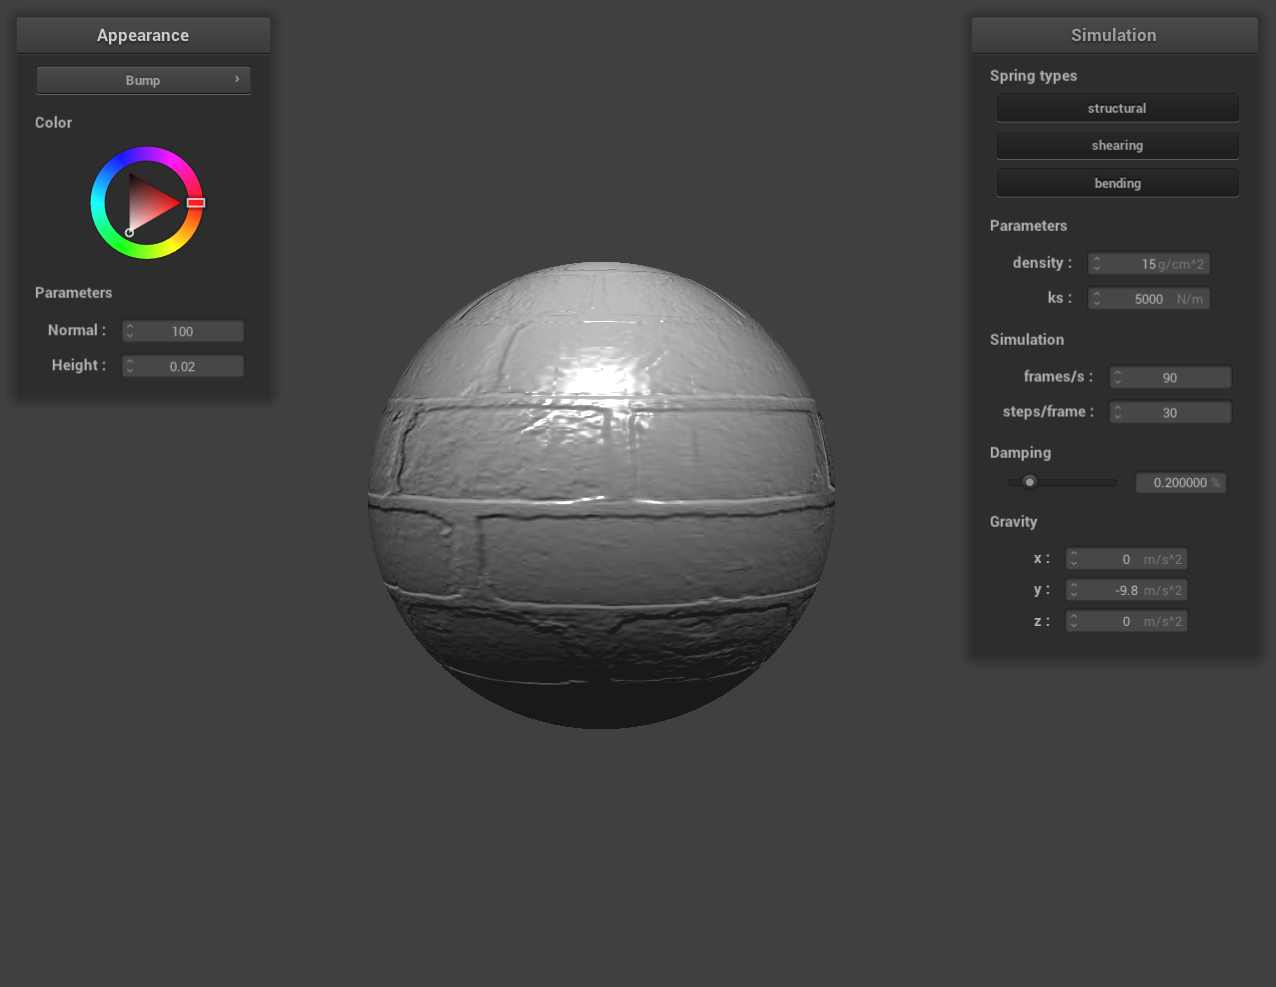 Appearance
Bump
Color
Parameters
Normal : 100
Height : 0.02
Simulation
Spring types
structural
shearing
bending
Parameters
density : 15 g/cm^2
ks : 5000 N/m
Simulation
frames/s : 90
steps/frame : 30
Damping
0.200000 %
Gravity
x : 0 m/s^2
y : -9.8 m/s^2
z : 0 m/s^2